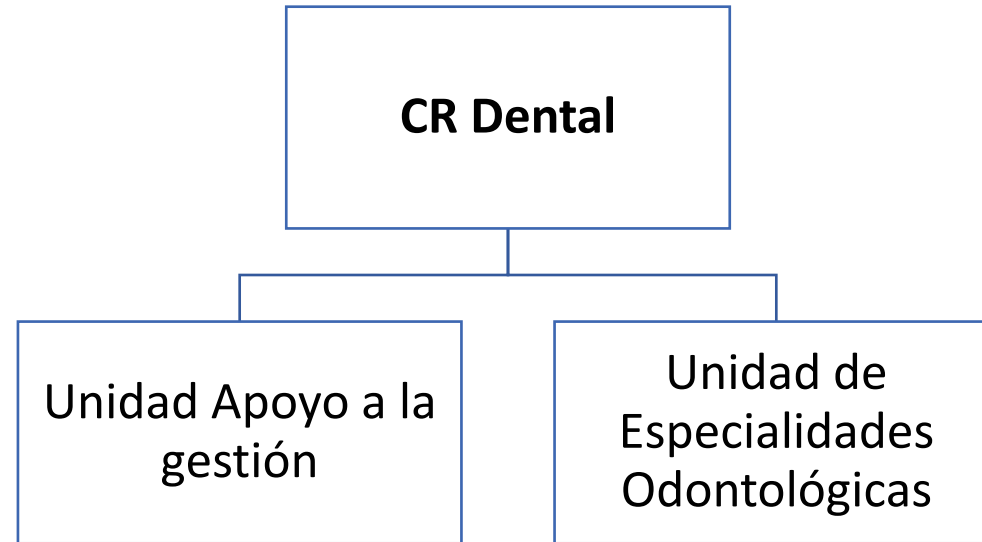 CR Dental
Unidad Apoyo a la
gestión
Unidad de
Especialidades
Odontológicas